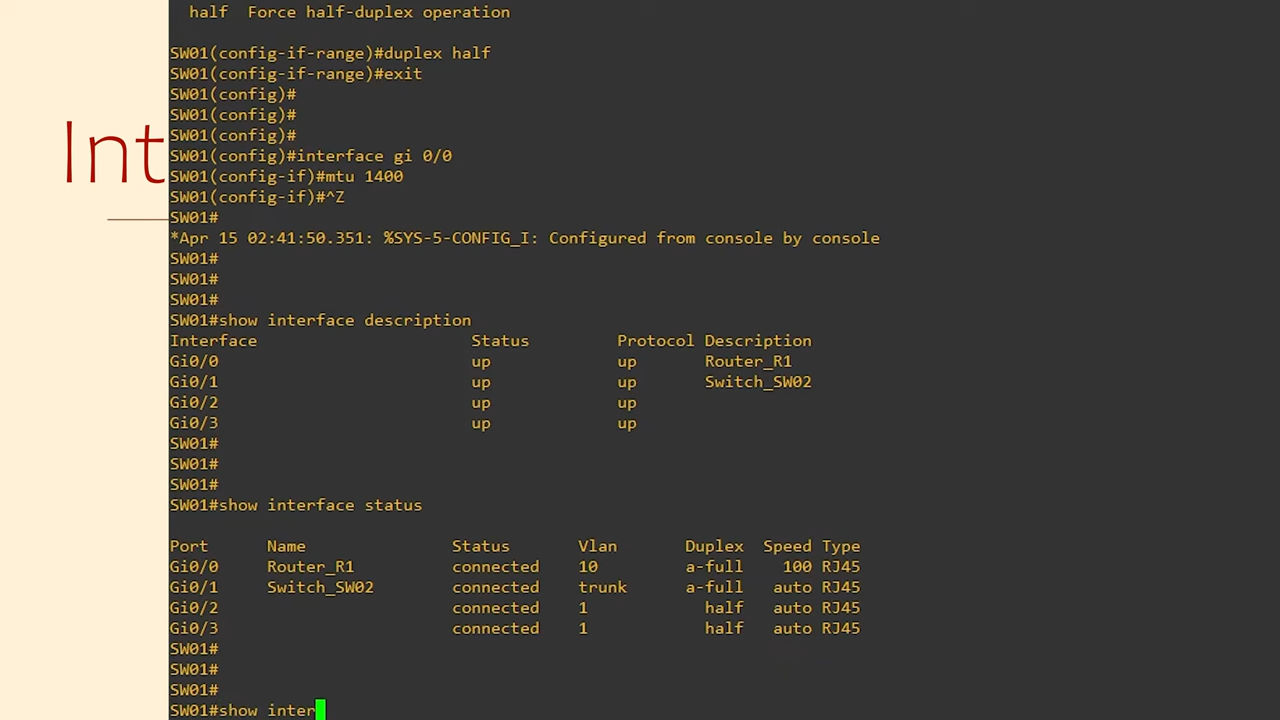 half  Force half-duplex operation
SW01(config-if-range)#duplex half
SW01(config-if-range)#exit
SW01(config)#
SW01(config)#
SW01(config)#
Int
SW01(config)#interface gi 0/0
SW01(config-if)#mtu 1400
SW01(config-if)#^Z
SW01#
*Apr 15 02:41:50.351: %SYS-5-CONFIG_I: Configured from console by console
SW01#
SW01#
SW01#
SW01#show interface description
Interface                      Status         Protocol Description
Gi0/0                          up             up       Router_R1
Gi0/1                          up             up       Switch_SW02
Gi0/2                          up             up
Gi0/3                          up             up
SW01#
SW01#
SW01#
SW01#show interface status
Port      Name               Status       Vlan       Duplex  Speed Type
Gi0/0     Router_R1          connected    10         a-full    100 RJ45
Gi0/1     Switch_SW02        connected    trunk      a-full   auto RJ45
Gi0/2                        connected    1            half   auto RJ45
Gi0/3                        connected    1            half   auto RJ45
SW01#
SW01#
SW01#
SW01#show inter